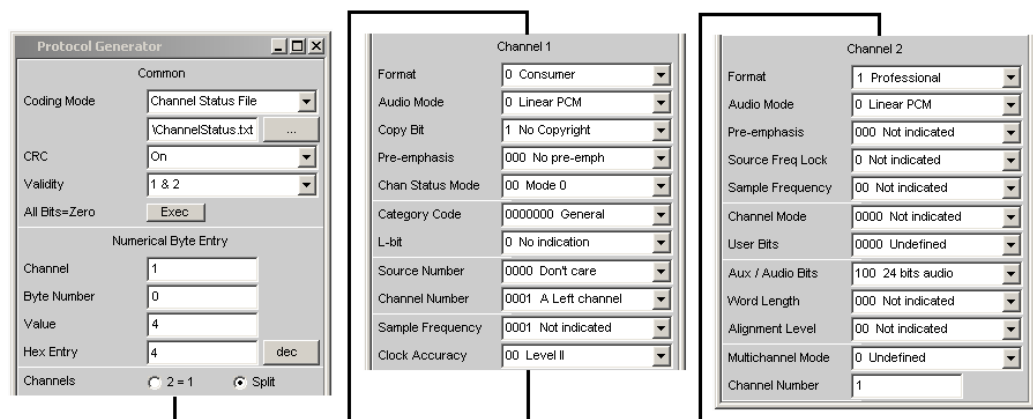 Protocol Generator
Common
Coding Mode Channel Status File
\ChannelStatus.txt ...
CRC On
Validity 1 & 2
All Bits=Zero Exec
Numerical Byte Entry
Channel 1
Byte Number 0
Value 4
Hex Entry 4 dec
Channels 2 = 1 Split
Channel 1
Format 0 Consumer
Audio Mode 0 Linear PCM
Copy Bit 1 No Copyright
Pre-emphasis 000 No pre-emph
Chan Status Mode 00 Mode 0
Category Code 0000000 General
L-bit 0 No indication
Source Number 0000 Don't care
Channel Number 0001 A Left channel
Sample Frequency 0001 Not indicated
Clock Accuracy 00 Level II
Channel 2
Format 1 Professional
Audio Mode 0 Linear PCM
Pre-emphasis 000 Not indicated
Source Freq Lock 0 Not indicated
Sample Frequency 00 Not indicated
Channel Mode 0000 Not indicated
User Bits 0000 Undefined
Aux / Audio Bits 100 24 bits audio
Word Length 000 Not indicated
Alignment Level 00 Not indicated
Multichannel Mode 0 Undefined
Channel Number 1